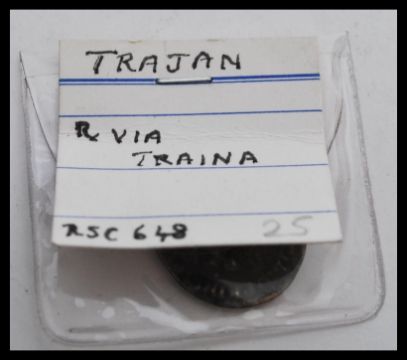 TRAJAN
R VIA
TRAINA
RSC 648
25